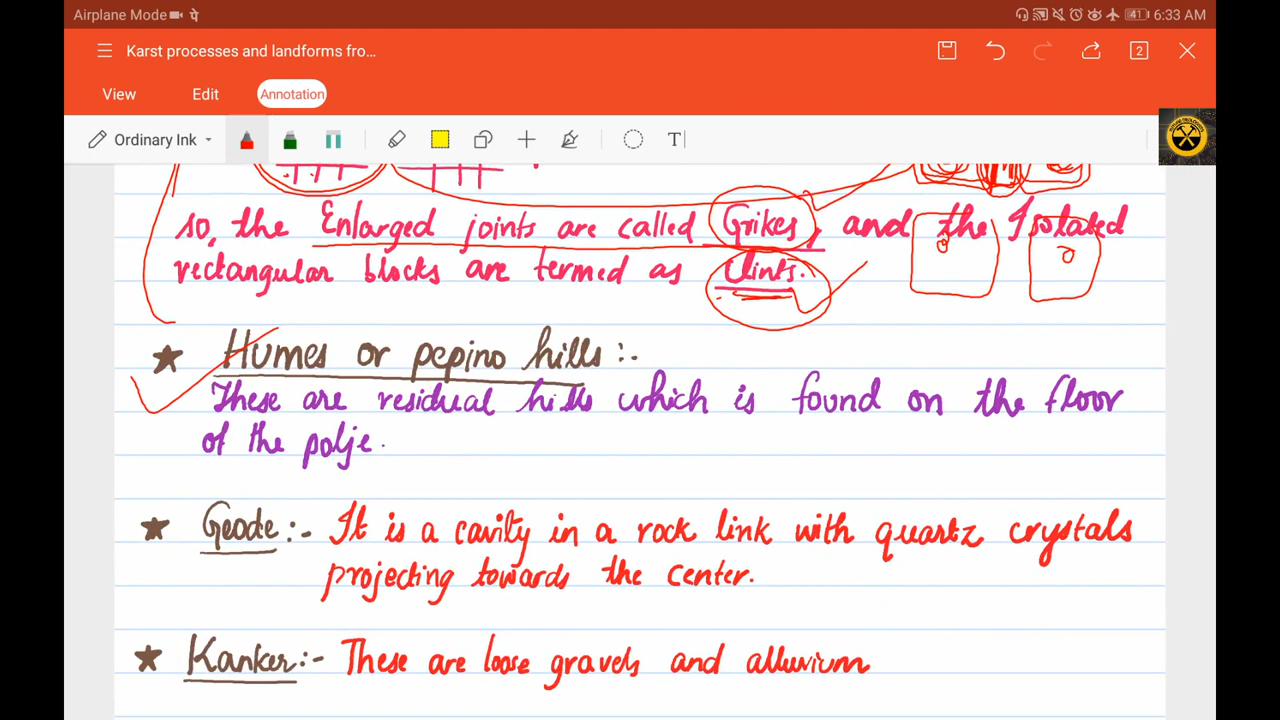 Airplane Mode
41 6:33 AM
Karst processes and landforms fro...
2
View Edit Annotation
Ordinary Ink
T
so, the Enlarged joints are called Grikes, and the Isolated
rectangular blocks are termed as Clints.
Humes or pepino hills :-
These are residual hills which is found on the floor
of the polje.
Geode :- It is a cavity in a rock link with quartz crystals
projecting towards the center.
Kanker :- These are loose gravels and alluvium